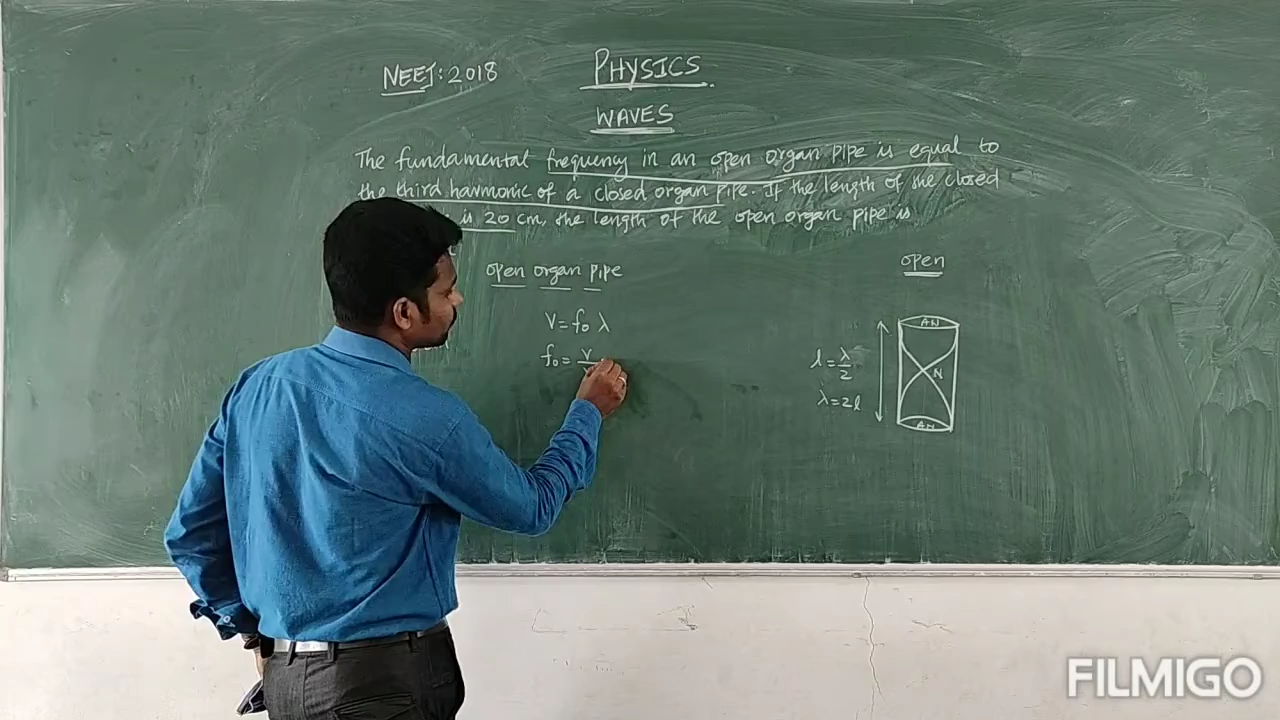 NEET: 2018
PHYSICS
WAVES
The fundamental frequency in an open organ pipe is equal to
the third harmonic of a closed organ pipe. If the length of the closed
is 20 cm, the length of the open organ pipe is
open organ pipe
V = f₀ λ
f₀ = V
open
AN
l = λ/2
N
λ = 2l
AN
FILMIGO